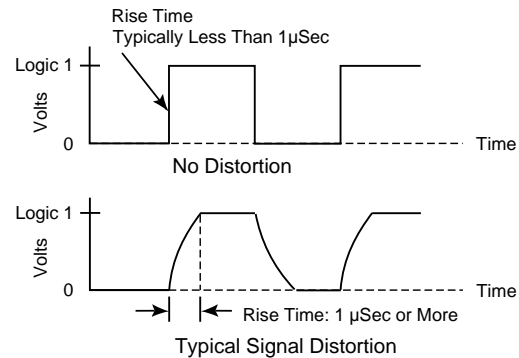 Rise Time
Typically Less Than 1µSec
Logic 1
Volts
0
Time
No Distortion
Logic 1
Volts
0
Time
Rise Time: 1 µSec or More
Typical Signal Distortion